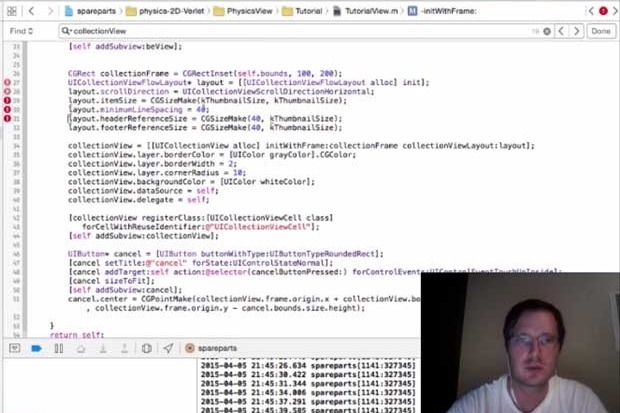 spareparts
physics-2D-Verlet
PhysicsView
Tutorial
TutorialView.m
-initWithFrame:
Find
collectionView
19
Done
23 [self addSubview:beView];
24
25
26 CGRect collectionFrame = CGRectInset(self.bounds, 100, 200);
27 UICollectionViewFlowLayout* layout = [[UICollectionViewFlowLayout alloc] init];
28 layout.scrollDirection = UICollectionViewScrollDirectionHorizontal;
29 layout.itemSize = CGSizeMake(kThumbnailSize, kThumbnailSize);
30 layout.minimumLineSpacing = 40;
31 layout.headerReferenceSize = CGSizeMake(40, kThumbnailSize);
32 layout.footerReferenceSize = CGSizeMake(40, kThumbnailSize);
34 collectionView = [[UICollectionView alloc] initWithFrame:collectionFrame collectionViewLayout:layout];
35 collectionView.layer.borderColor = [UIColor grayColor].CGColor;
36 collectionView.layer.borderWidth = 2;
37 collectionView.layer.cornerRadius = 10;
38 collectionView.backgroundColor = [UIColor whiteColor];
39 collectionView.dataSource = self;
40 collectionView.delegate = self;
42 [collectionView registerClass:[UICollectionViewCell class]
43 forCellWithReuseIdentifier:@"UICollectionViewCell"];
44 [self addSubview:collectionView];
46 UIButton* cancel = [UIButton buttonWithType:UIButtonTypeRoundedRect];
47 [cancel setTitle:@"cancel" forState:UIControlStateNormal];
48 [cancel addTarget:self action:@selector(cancelButtonPressed:) forControlEvents:UIControlEventTouchUpInside];
49 [cancel sizeToFit];
50 [self addSubview:cancel];
51 cancel.center = CGPointMake(collectionView.frame.origin.x + collectionView.bo
, collectionView.frame.origin.y - cancel.bounds.size.height);
53 }
54 return self;
spareparts
2015-04-05 21:45:26.634 spareparts[1141:327345]
2015-04-05 21:45:30.422 spareparts[1141:327345]
2015-04-05 21:45:31.344 spareparts[1141:327345]
2015-04-05 21:45:34.006 spareparts[1141:327345]
2015-04-05 21:45:37.291 spareparts[1141:327345]
2015-04-05 21:45:39.585 spareparts[1141:327345]